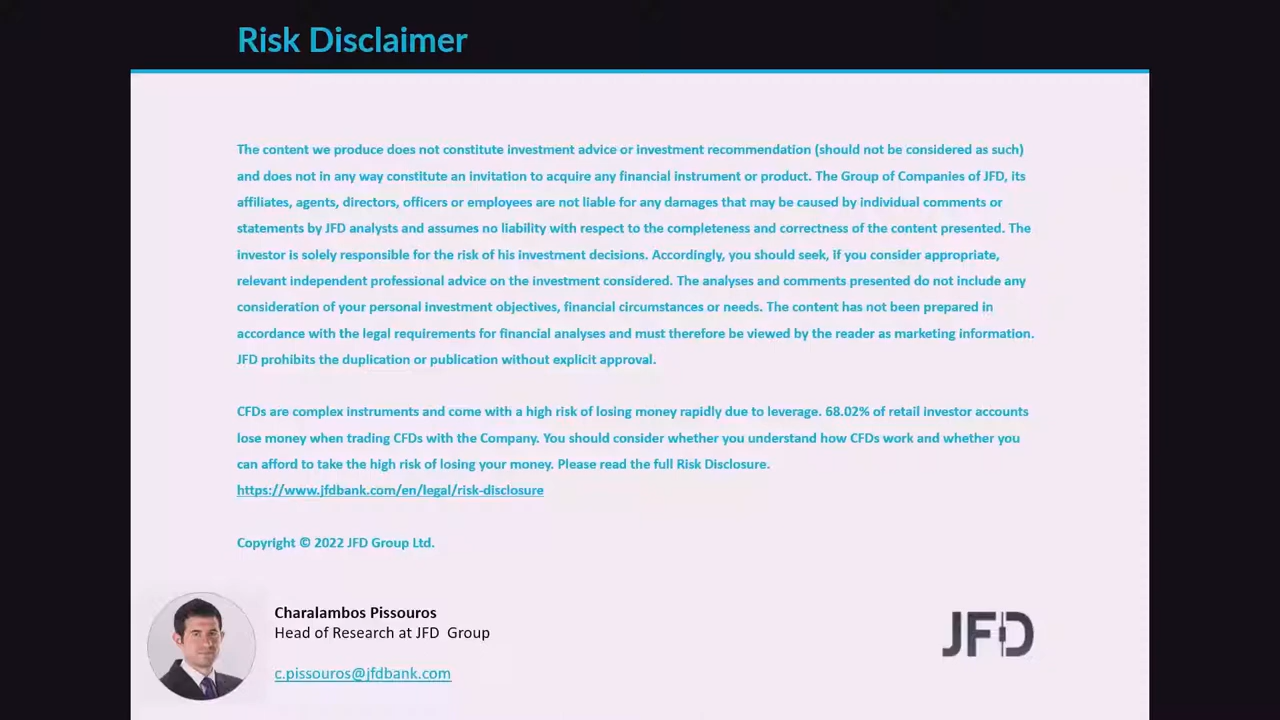 Risk Disclaimer
The content we produce does not constitute investment advice or investment recommendation (should not be considered as such)
and does not in any way constitute an invitation to acquire any financial instrument or product. The Group of Companies of JFD, its
affiliates, agents, directors, officers or employees are not liable for any damages that may be caused by individual comments or
statements by JFD analysts and assumes no liability with respect to the completeness and correctness of the content presented. The
investor is solely responsible for the risk of his investment decisions. Accordingly, you should seek, if you consider appropriate,
relevant independent professional advice on the investment considered. The analyses and comments presented do not include any
consideration of your personal investment objectives, financial circumstances or needs. The content has not been prepared in
accordance with the legal requirements for financial analyses and must therefore be viewed by the reader as marketing information.
JFD prohibits the duplication or publication without explicit approval.
CFDs are complex instruments and come with a high risk of losing money rapidly due to leverage. 68.02% of retail investor accounts
lose money when trading CFDs with the Company. You should consider whether you understand how CFDs work and whether you
can afford to take the high risk of losing your money. Please read the full Risk Disclosure.
https://www.jfdbank.com/en/legal/risk-disclosure
Copyright © 2022 JFD Group Ltd.
Charalambos Pissouros
Head of Research at JFD Group
c.pissouros@jfdbank.com
JFD